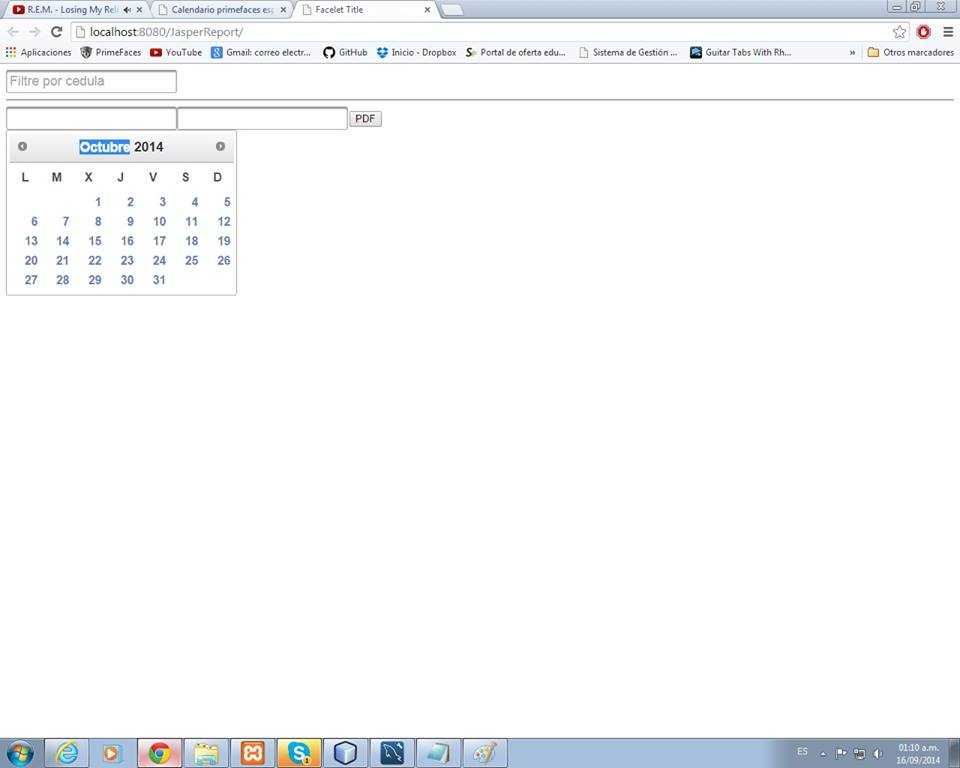 R.E.M. - Losing My Reli
Calendario primefaces esp
Facelet Title
localhost:8080/JasperReport/
Aplicaciones PrimeFaces YouTube Gmail: correo electr... GitHub Inicio - Dropbox Portal de oferta edu... Sistema de Gestión ... Guitar Tabs With Rh... » Otros marcadores
Filtre por cedula
PDF
Octubre 2014
L M X J V S D
1 2 3 4 5
6 7 8 9 10 11 12
13 14 15 16 17 18 19
20 21 22 23 24 25 26
27 28 29 30 31
ES 01:10 a.m.
16/09/2014